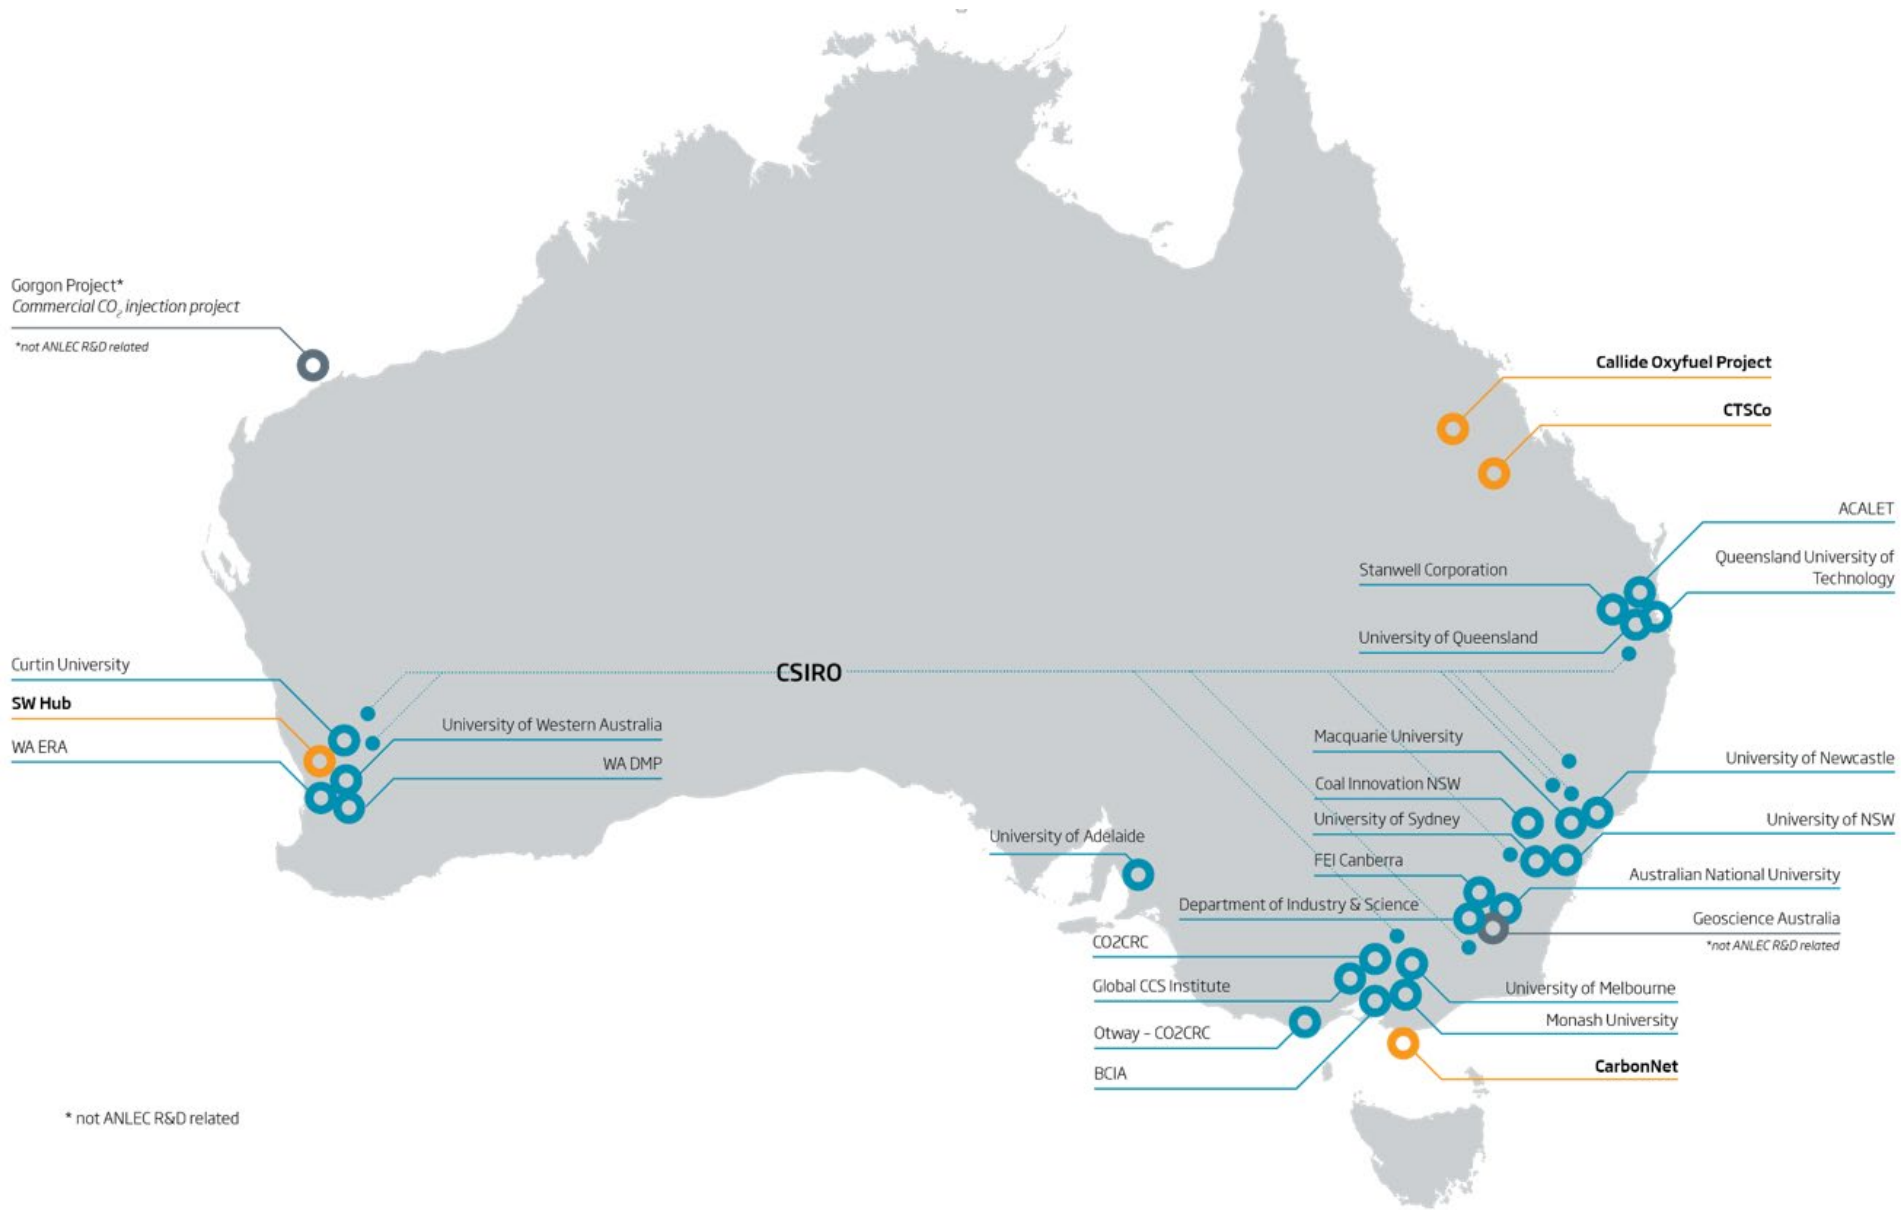 Gorgon Project*
Commercial CO₂ injection project
*not ANLEC R&D related
Callide Oxyfuel Project
CTSCo
ACALET
Queensland University of
Technology
Stanwell Corporation
University of Queensland
Curtin University
SW Hub
WA ERA
University of Western Australia
WA DMP
CSIRO
Macquarie University
Coal Innovation NSW
University of Sydney
FEI Canberra
Department of Industry & Science
University of Adelaide
University of Newcastle
University of NSW
Australian National University
Geoscience Australia
*not ANLEC R&D related
CO2CRC
Global CCS Institute
Otway – CO2CRC
BCIA
University of Melbourne
Monash University
CarbonNet
* not ANLEC R&D related